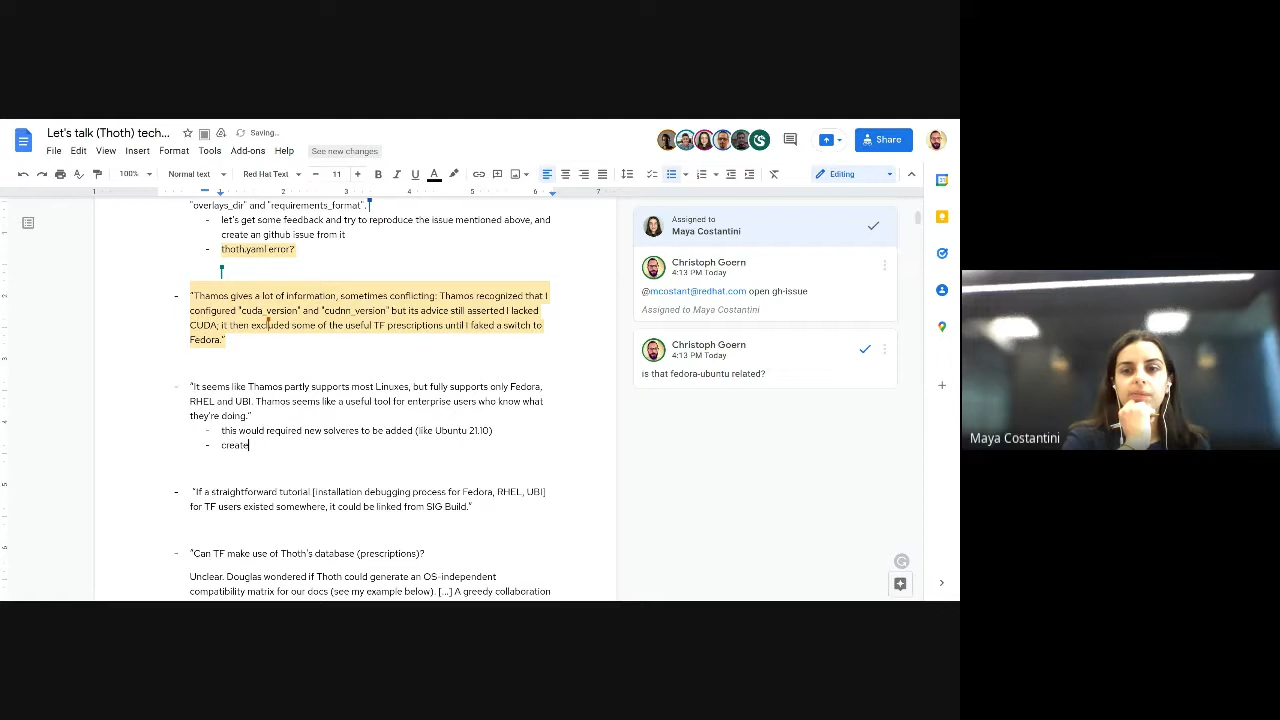 Let's talk (Thoth) tech...
Saving..
File Edit View Insert Format Tools Add-ons Help See new changes
Share
100% Normal text Red Hat Text 11 Editing
1 1 2 3 4 5 6 7
"overlays_dir" and "requirements_format".
- let's get some feedback and try to reproduce the issue mentioned above, and
create an github issue from it
- thoth.yaml error?
- "Thamos gives a lot of information, sometimes conflicting: Thamos recognized that I
configured "cuda_version" and "cudnn_version" but its advice still asserted I lacked
CUDA; it then excluded some of the useful TF prescriptions until I faked a switch to
Fedora."
- "It seems like Thamos partly supports most Linuxes, but fully supports only Fedora,
RHEL and UBI. Thamos seems like a useful tool for enterprise users who know what
they're doing."
- this would required new solveres to be added (like Ubuntu 21.10)
- create
- "If a straightforward tutorial [installation debugging process for Fedora, RHEL, UBI]
for TF users existed somewhere, it could be linked from SIG Build."
- "Can TF make use of Thoth's database (prescriptions)?
Unclear. Douglas wondered if Thoth could generate an OS-independent
compatibility matrix for our docs (see my example below). [...] A greedy collaboration
Assigned to
Maya Costantini
Christoph Goern
4:13 PM Today
@mcostant@redhat.com open gh-issue
Assigned to Maya Costantini
Christoph Goern
4:13 PM Today
is that fedora-ubuntu related?
Maya Costantini